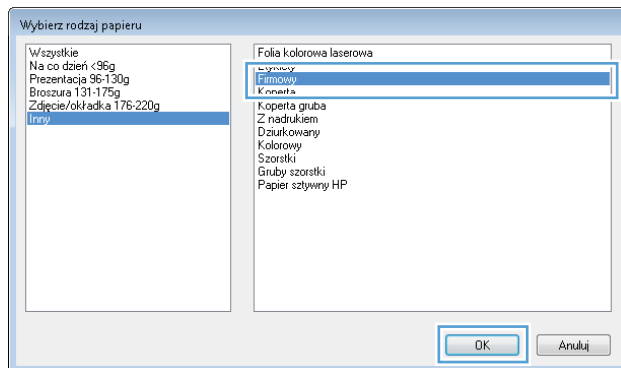 Wybierz rodzaj papieru
Wszystkie
Na co dzień <96g
Prezentacja 96-130g
Broszura 131-175g
Zdjęcie/okładka 176-220g
Inny
Folia kolorowa laserowa
Etykiety
Firmowy
Koperta
Koperta gruba
Z nadrukiem
Dziurkowany
Kolorowy
Szorstki
Gruby szorstki
Papier sztywny HP
OK
Anuluj